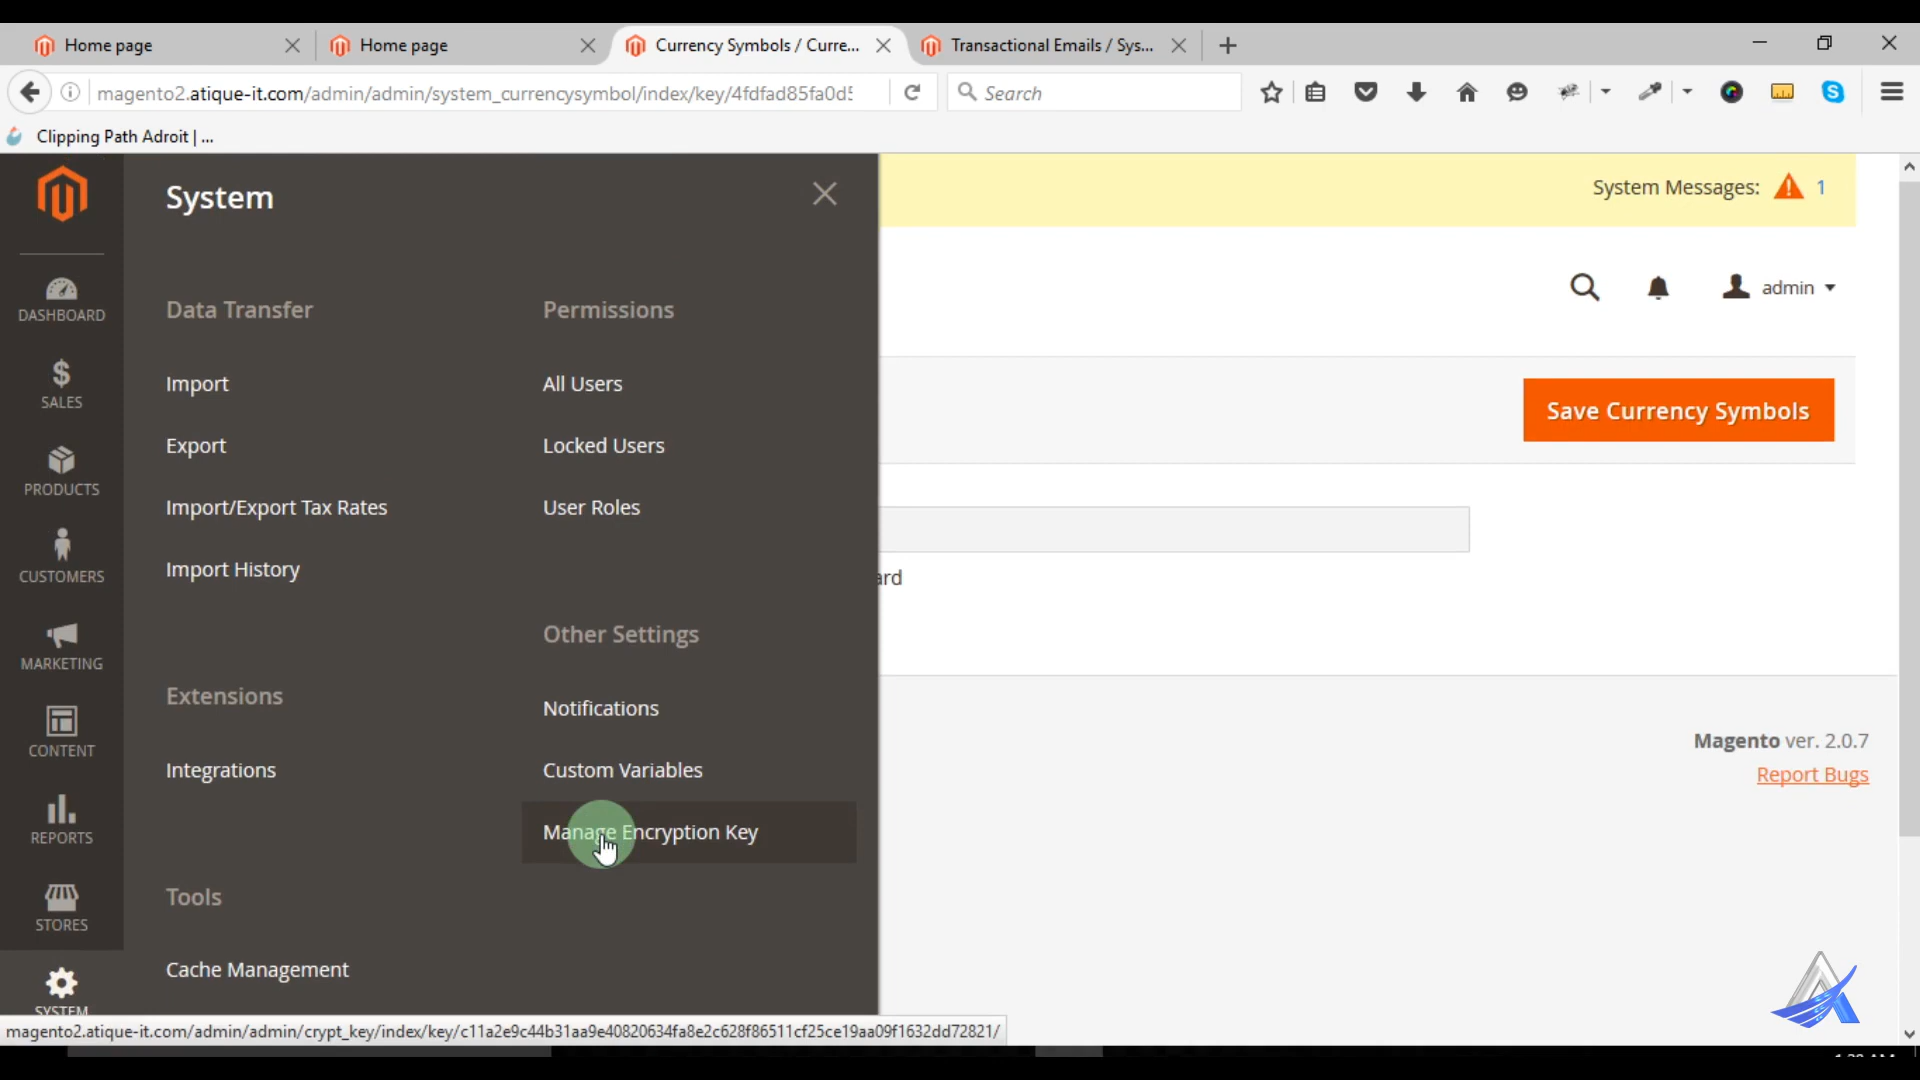 Home page
Home page
Currency Symbols / Curre...
Transactional Emails / Sys...
magento2.atique-it.com/admin/admin/system_currencysymbol/index/key/4fdfad85fa0d
Search
Clipping Path Adroit | ...
System
System Messages: 1
DASHBOARD
SALES
PRODUCTS
CUSTOMERS
MARKETING
CONTENT
REPORTS
STORES
SYSTEM
Data Transfer
Import
Export
Import/Export Tax Rates
Import History
Extensions
Integrations
Tools
Cache Management
Permissions
All Users
Locked Users
User Roles
Other Settings
Notifications
Custom Variables
Manage Encryption Key
admin
Save Currency Symbols
ard
Magento ver. 2.0.7
Report Bugs
magento2.atique-it.com/admin/admin/crypt_key/index/key/c11a2e9c44b31aa9e40820634fa8e2c628f86511cf25ce19aa09f1632dd72821/